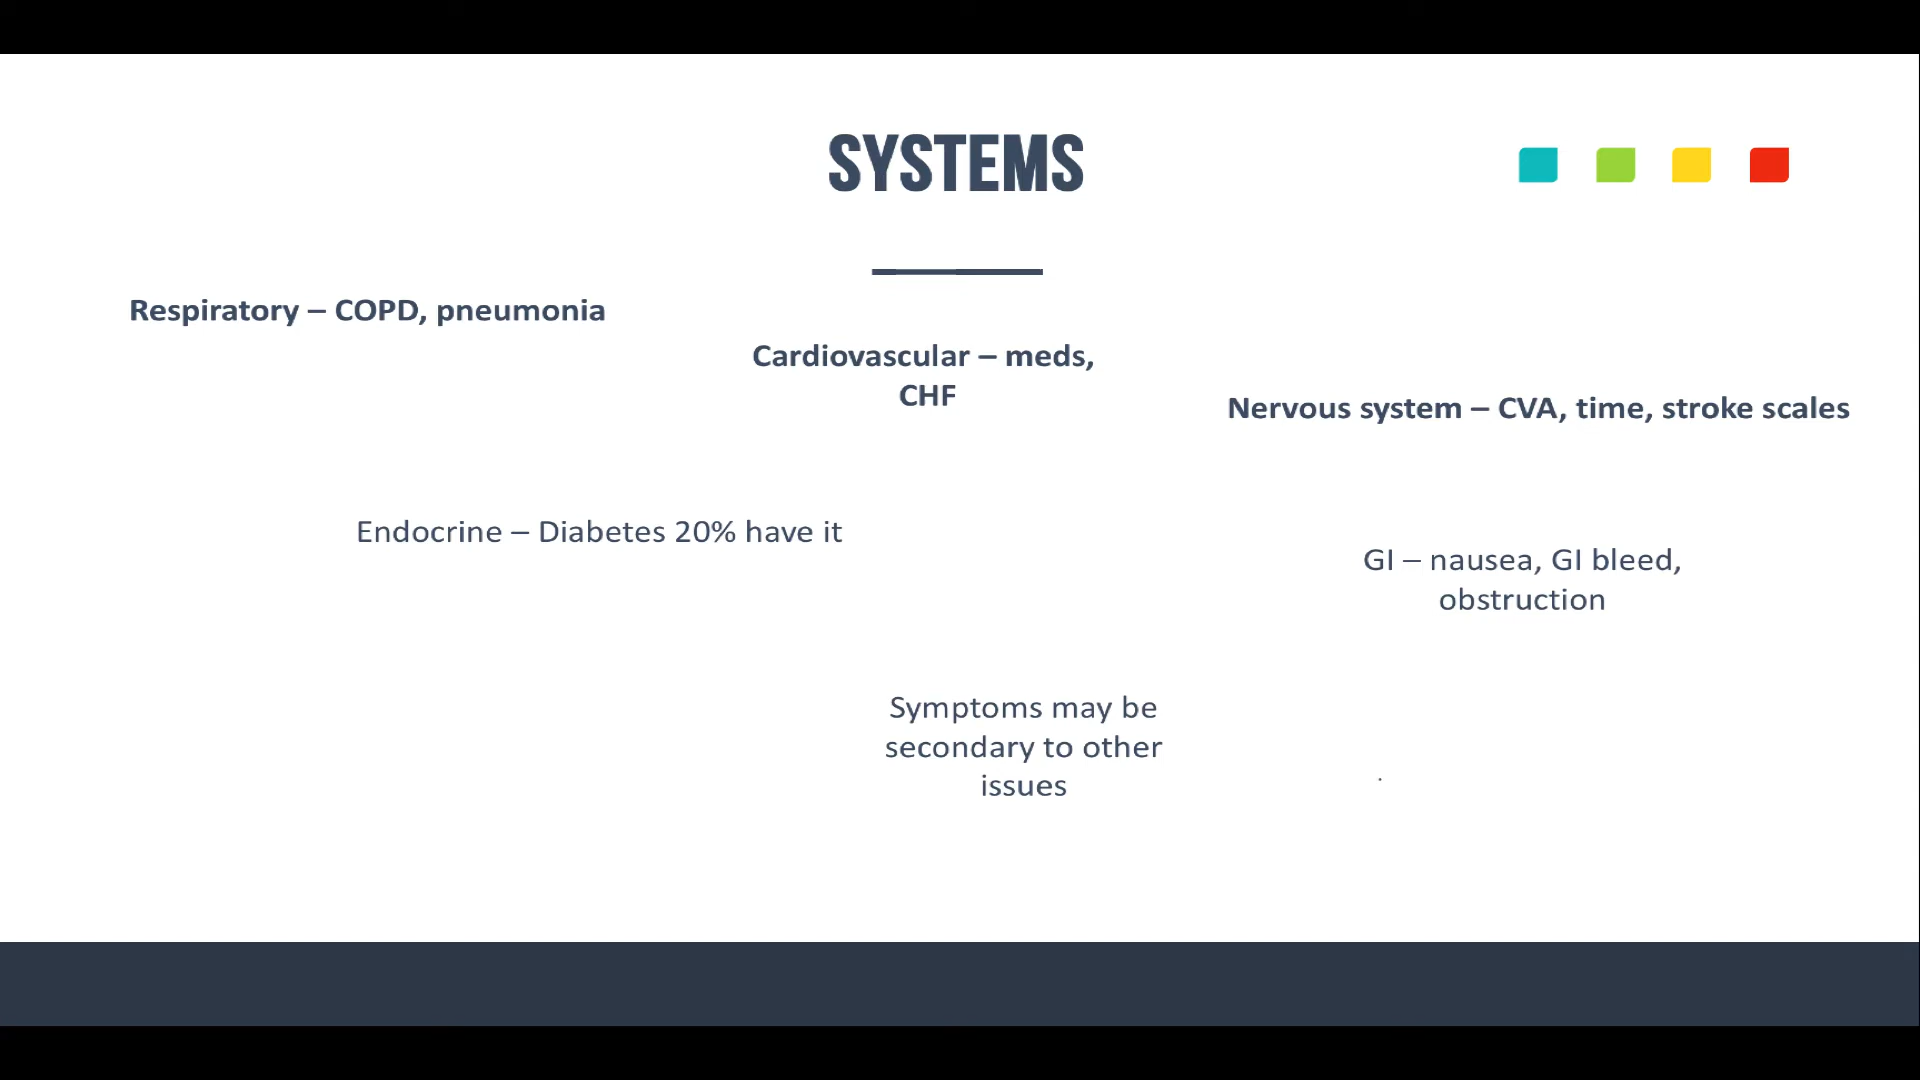 SYSTEMS
Respiratory – COPD, pneumonia
Cardiovascular – meds,
CHF
Nervous system – CVA, time, stroke scales
Endocrine – Diabetes 20% have it
GI – nausea, GI bleed,
obstruction
Symptoms may be
secondary to other
issues
.